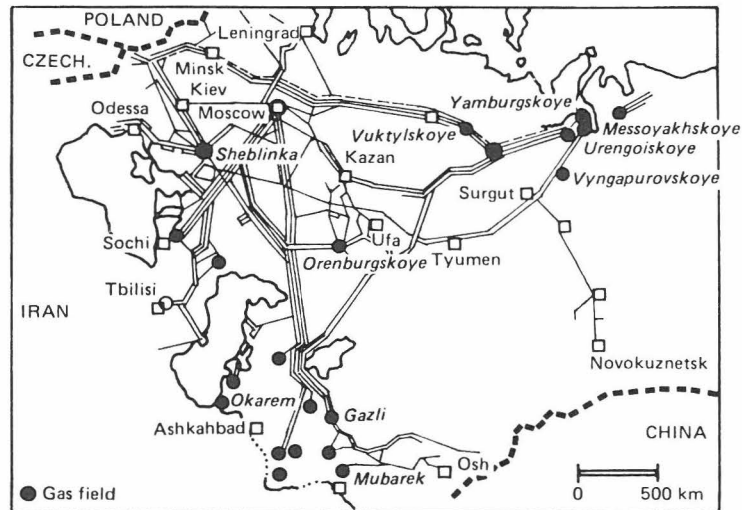 POLAND
Leningrad
CZECH.
Minsk
Kiev
Yamburgskoye
Odessa
Moscow
Messoyakhskoye
Vuktylskoye
Urengoiskoye
Sheblinka
Kazan
Vyngapurovskoye
Surgut
Sochi
Ufa
Orenburgskoye
Tyumen
Tbilisi
IRAN
Novokuznetsk
Okarem
Gazli
Ashkahbad
CHINA
Osh
Mubarek
Gas field
0 500 km